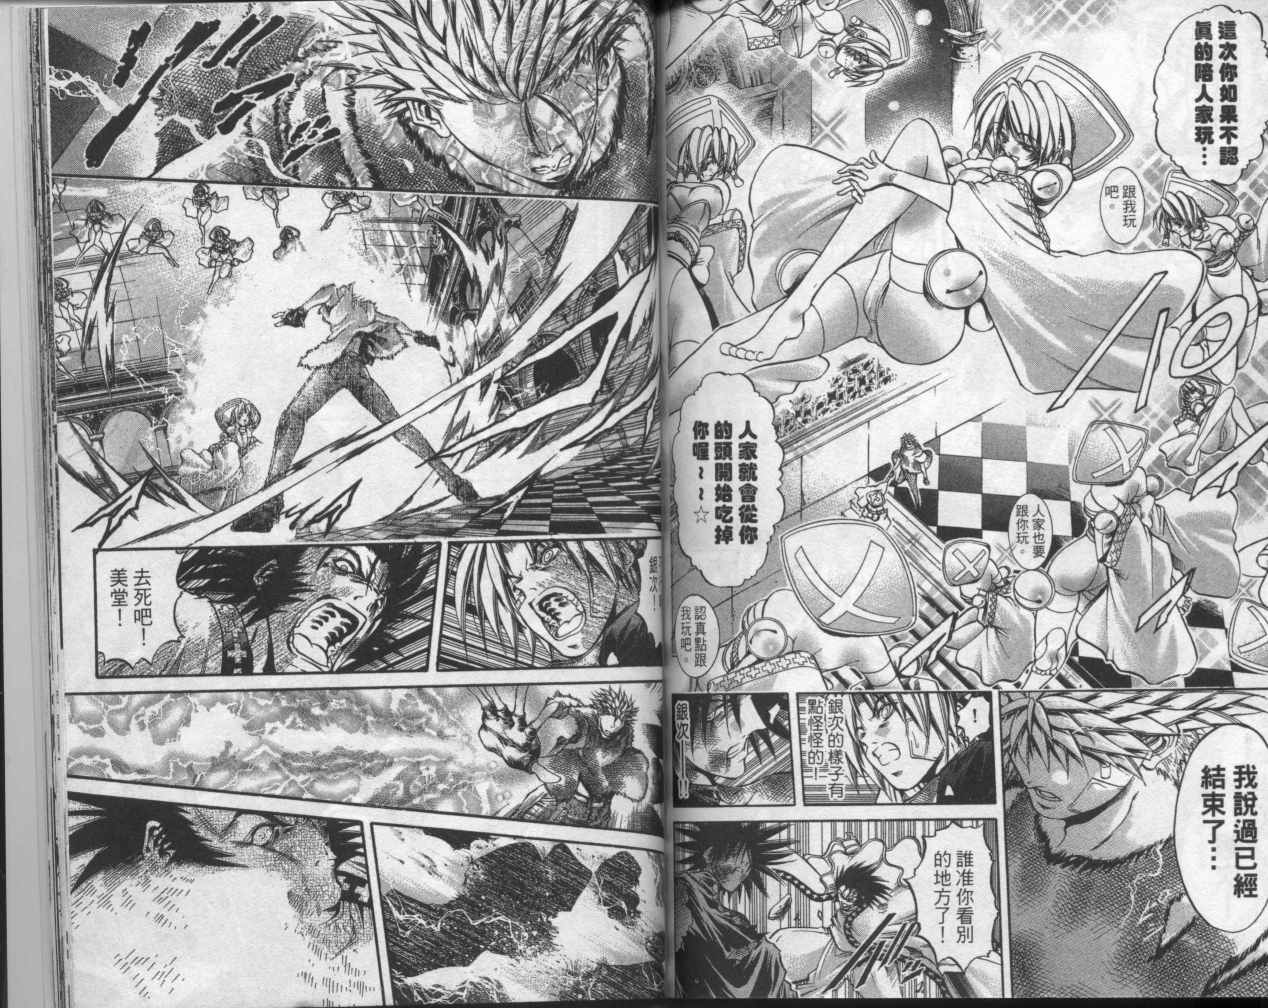 這次你如果不認
真的陪人家玩…
跟我玩
吧。
人家就會從你
的頭開始吃掉
你喔～～☆
人家也要
跟你玩。
認真點跟
我玩吧。
我說過已經
結束了…
！
銀次的樣子有
點怪怪的！
銀次！！
誰准你看別
的地方了！
銀次！
去死吧！
美堂！